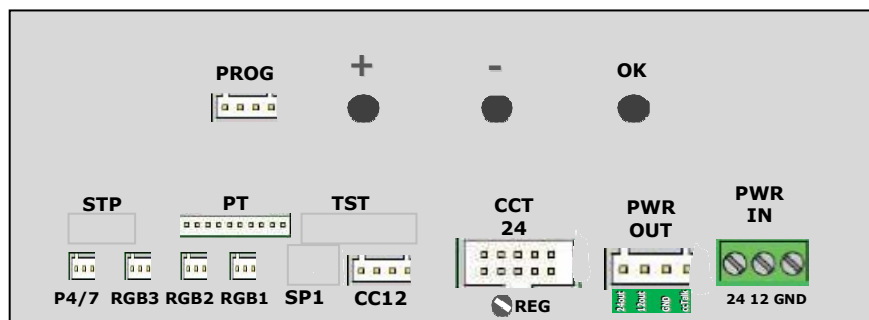 + - OK
PROG
STP PT TST
CCT
24
PWR
OUT
PWR
IN
P4/7 RGB3 RGB2 RGB1 SP1 CC12
REG
24out 12out GND ccTalk
24 12 GND